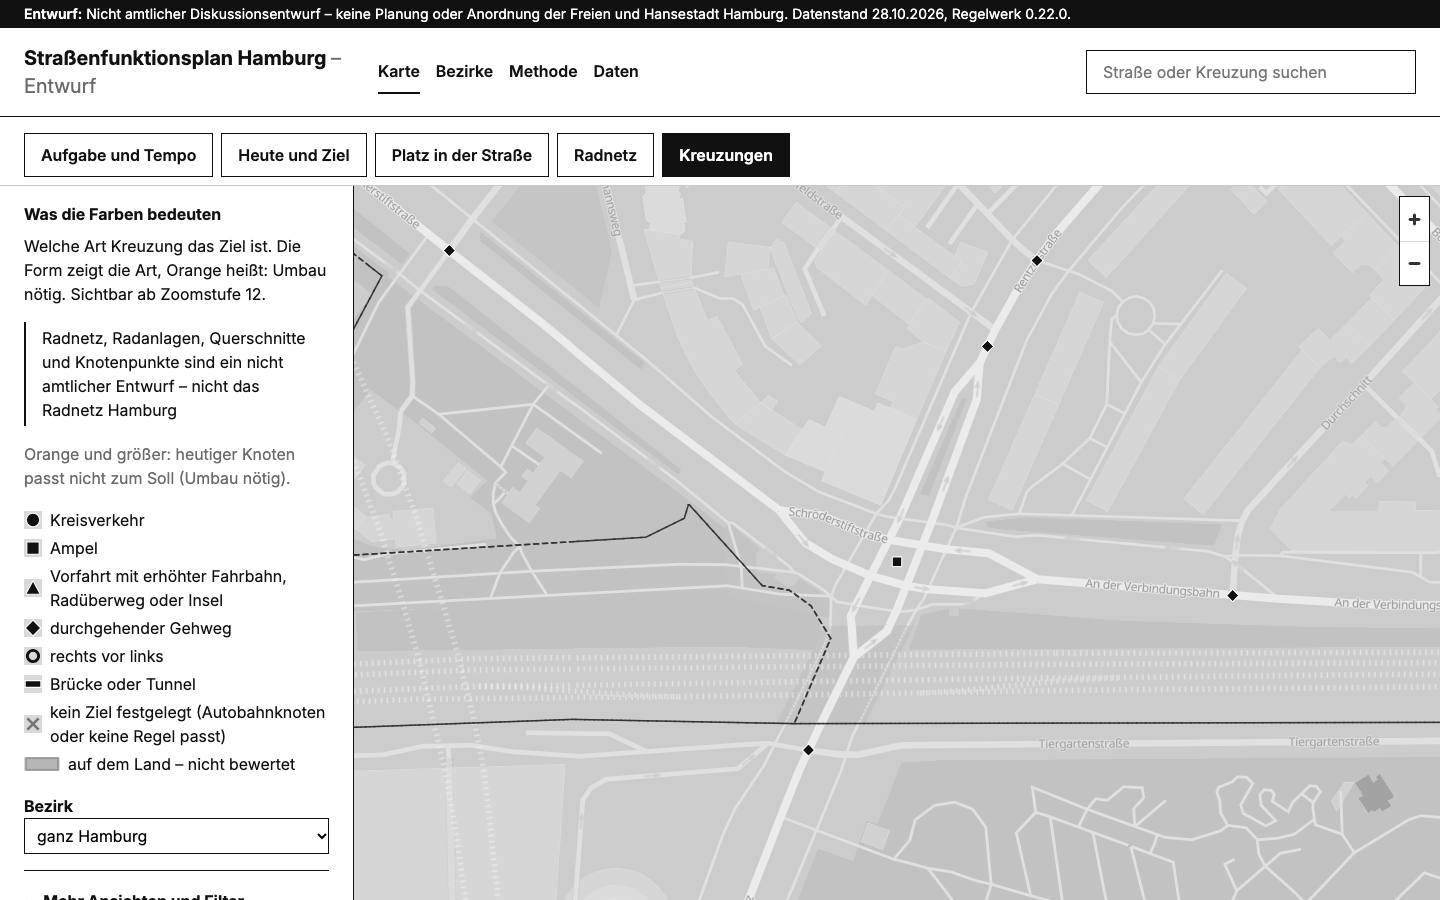 Entwurf: Nicht amtlicher Diskussionsentwurf – keine Planung oder Anordnung der Freien und Hansestadt Hamburg. Datenstand 28.10.2026, Regelwerk 0.22.0.
Straßenfunktionsplan Hamburg –
Entwurf
Karte Bezirke Methode Daten
Straße oder Kreuzung suchen
Aufgabe und Tempo
Heute und Ziel
Platz in der Straße
Radnetz
Kreuzungen
Was die Farben bedeuten
Welche Art Kreuzung das Ziel ist. Die
Form zeigt die Art, Orange heißt: Umbau
nötig. Sichtbar ab Zoomstufe 12.
Radnetz, Radanlagen, Querschnitte
und Knotenpunkte sind ein nicht
amtlicher Entwurf – nicht das
Radnetz Hamburg
Orange und größer: heutiger Knoten
passt nicht zum Soll (Umbau nötig).
Kreisverkehr
Ampel
Vorfahrt mit erhöhter Fahrbahn,
Radüberweg oder Insel
durchgehender Gehweg
rechts vor links
Brücke oder Tunnel
kein Ziel festgelegt (Autobahnknoten
oder keine Regel passt)
auf dem Land – nicht bewertet
Bezirk
ganz Hamburg
Mehr Ansichten und Filter
+
−
Durchschnitt
Schröderstiftstraße
An der Verbindungsbahn
Tiergartenstraße
Tiergartenstraße